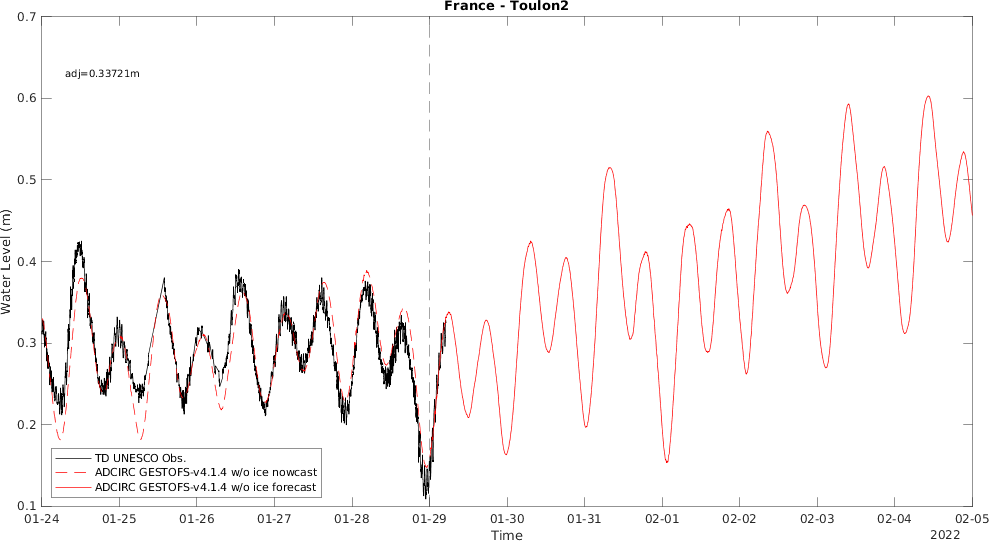 France - Toulon2
0.7
adj=0.33721m
0.6
0.5
0.4
Water Level (m)
0.3
0.2
TD UNESCO Obs.
ADCIRC GESTOFS-v4.1.4 w/o ice nowcast
ADCIRC GESTOFS-v4.1.4 w/o ice forecast
0.1
01-24 01-25 01-26 01-27 01-28 01-29 01-30 01-31 02-01 02-02 02-03 02-04 02-05
Time
2022